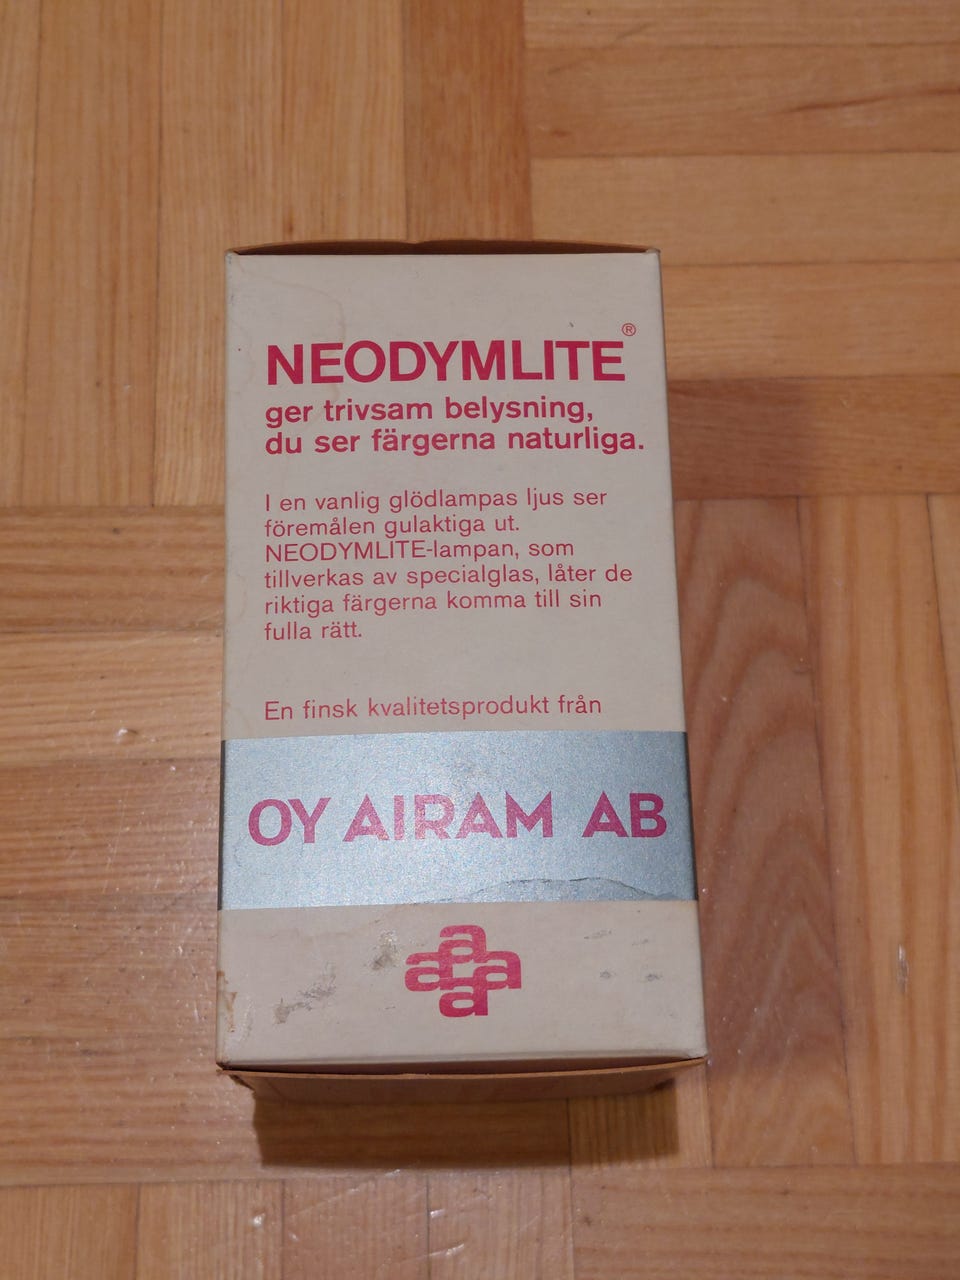 NEODYMLITE®
ger trivsam belysning,
du ser färgerna naturliga.
I en vanlig glödlampas ljus ser
föremålen gulaktiga ut.
NEODYMLITE-lampan, som
tillverkas av specialglas, låter de
riktiga färgerna komma till sin
fulla rätt.
En finsk kvalitetsprodukt från
OY AIRAM AB
a
a a
a